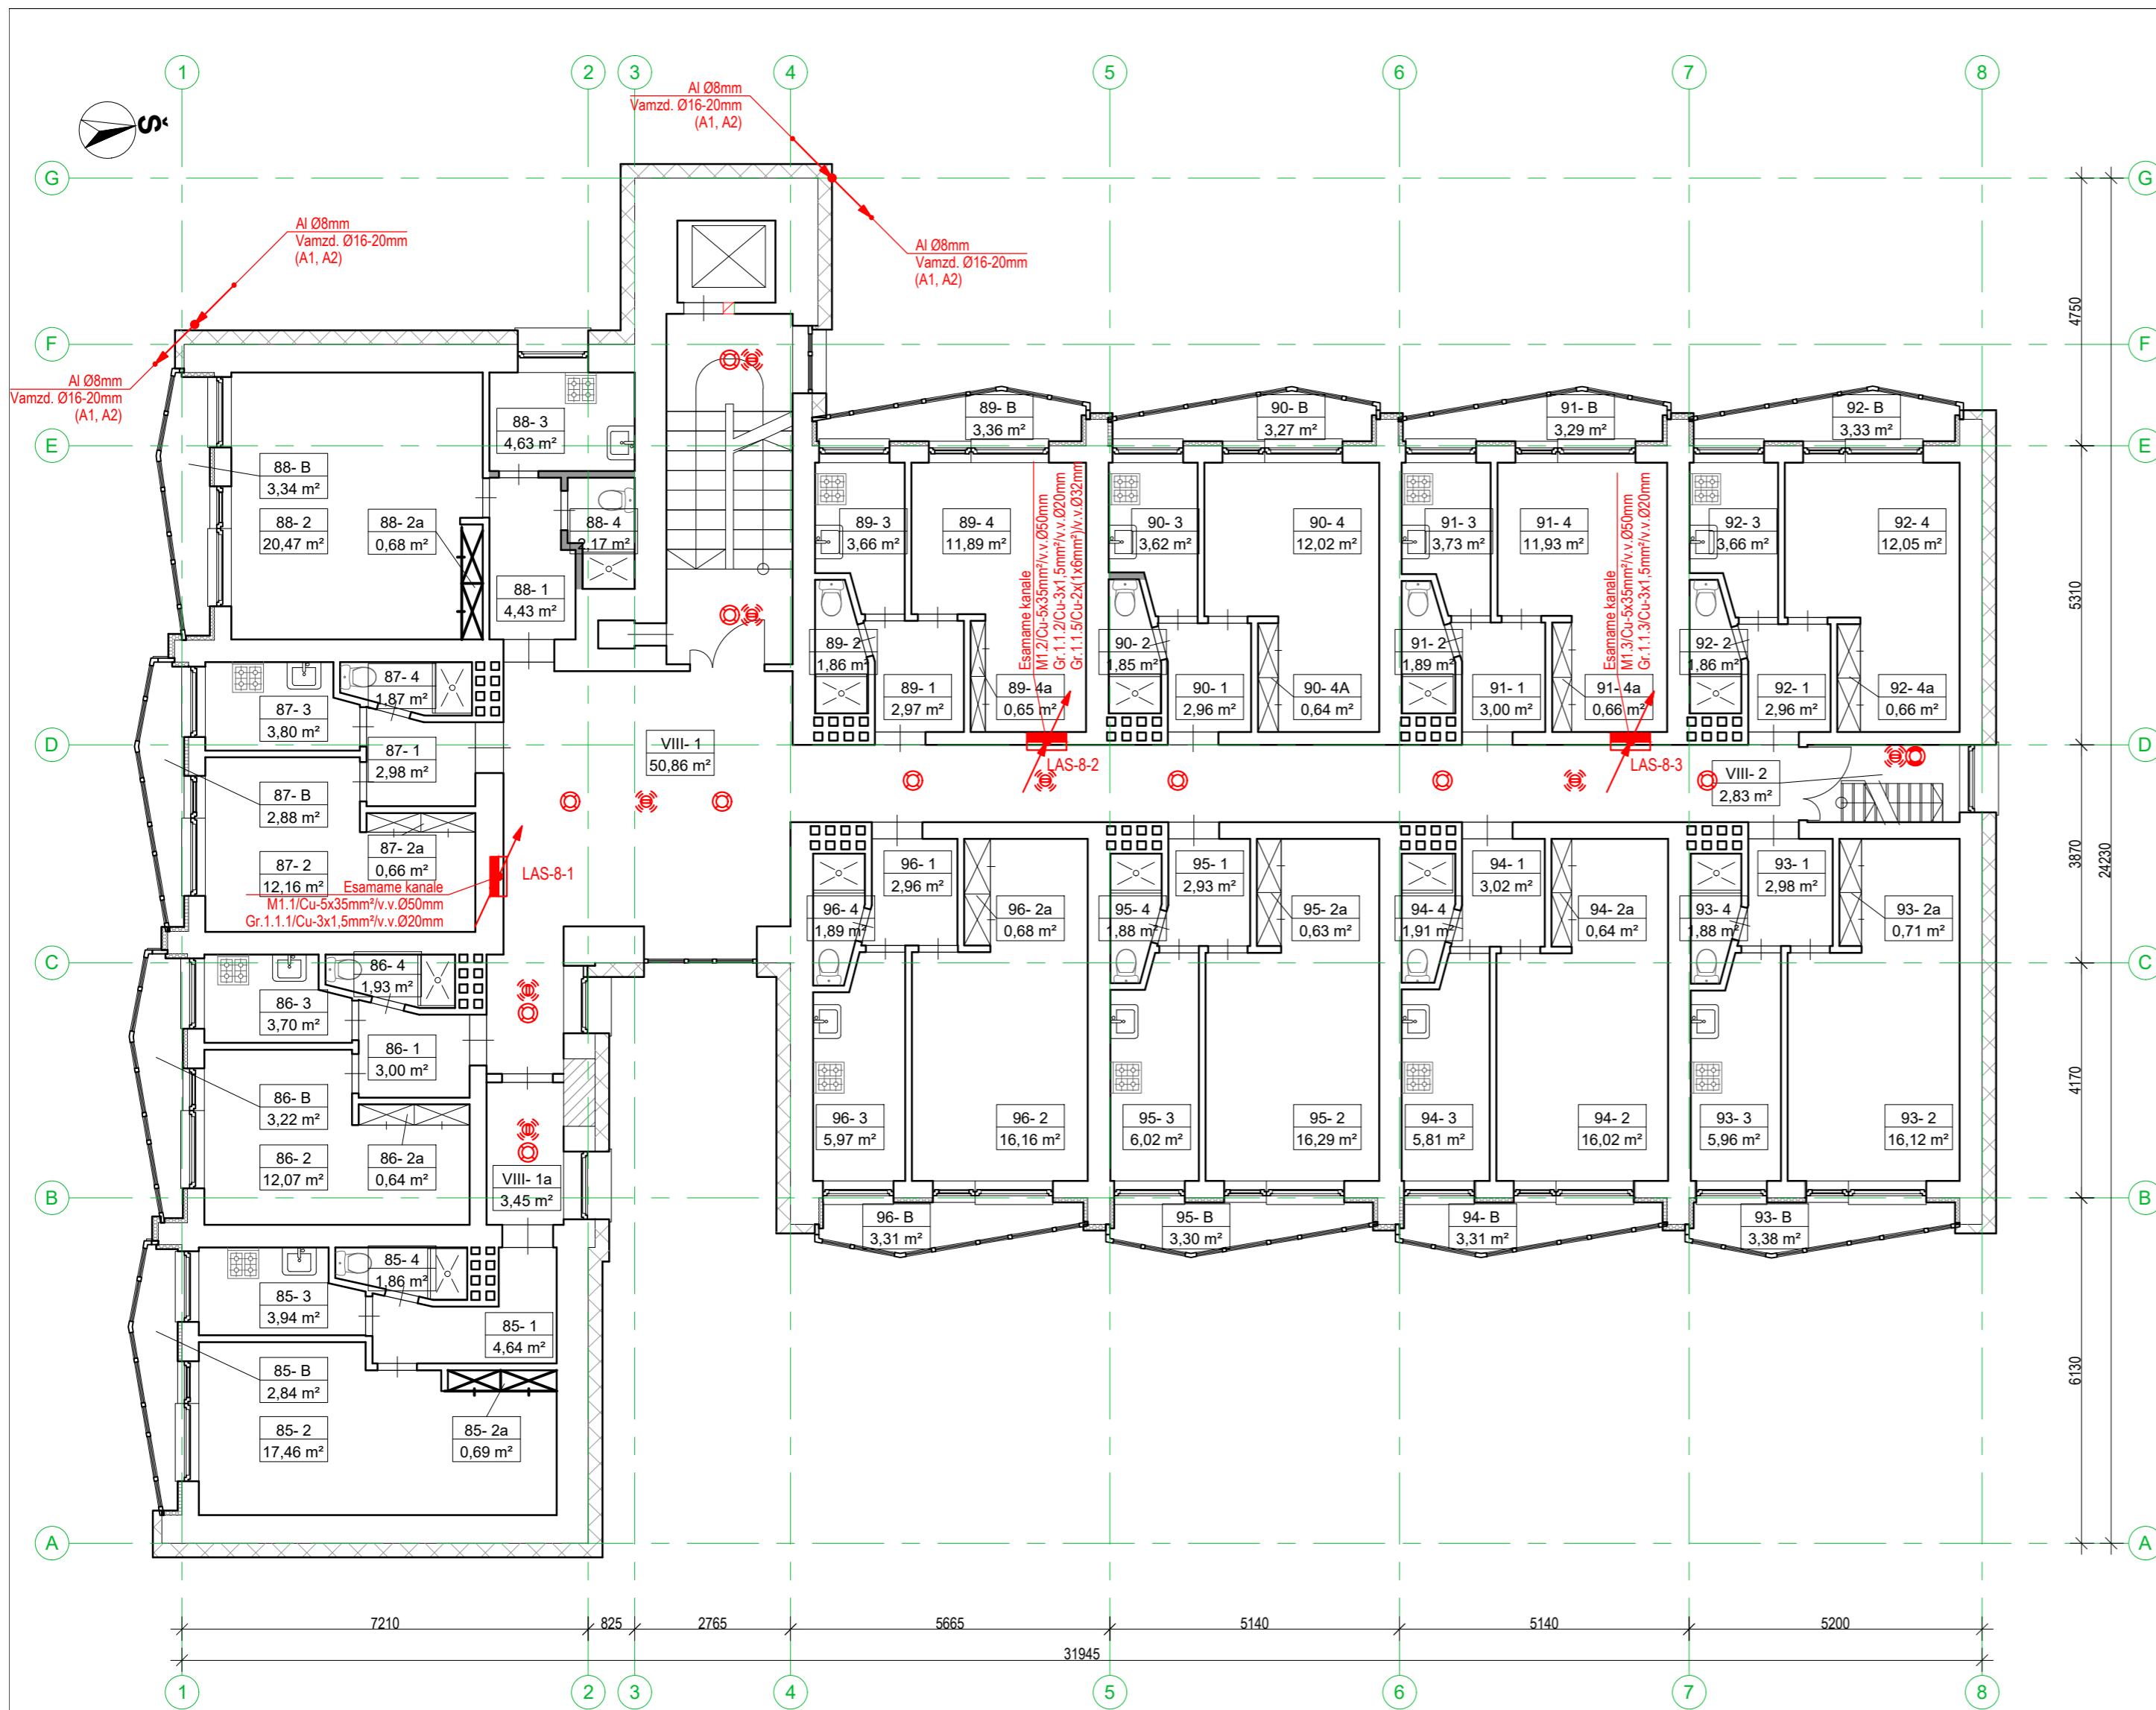 1
2
3
4
5
6
7
8
Š
Al Ø8mm
Vamzd. Ø16-20mm
(A1, A2)
G
G
Al Ø8mm
Vamzd. Ø16-20mm
(A1, A2)
Al Ø8mm
Vamzd. Ø16-20mm
(A1, A2)
4750
F
F
Al Ø8mm
Vamzd. Ø16-20mm
(A1, A2)
88- 3
4,63 m²
89- B
3,36 m²
90- B
3,27 m²
91- B
3,29 m²
92- B
3,33 m²
E
E
88- B
3,34 m²
88- 2
20,47 m²
88- 2a
0,68 m²
88- 4
2,17 m²
88- 1
4,43 m²
89- 3
3,66 m²
89- 4
11,89 m²
90- 3
3,62 m²
90- 4
12,02 m²
91- 3
3,73 m²
91- 4
11,93 m²
92- 3
3,66 m²
92- 4
12,05 m²
Esamame kanale
M1.2/Cu-5x35mm²/v.v.Ø50mm
Gr.1.1.2/Cu-3x1,5mm²/v.v.Ø20mm
Gr.1.1.5/Cu-2x(1x6mm²)/v.v.Ø32mm
Esamame kanale
M1.3/Cu-5x35mm²/v.v.Ø50mm
Gr.1.1.3/Cu-3x1,5mm²/v.v.Ø20mm
5310
24230
89- 2
1,86 m²
90- 2
1,85 m²
91- 2
1,89 m²
92- 2
1,86 m²
89- 1
2,97 m²
89- 4a
0,65 m²
90- 1
2,96 m²
90- 4A
0,64 m²
91- 1
3,00 m²
91- 4a
0,66 m²
92- 1
2,96 m²
92- 4a
0,66 m²
87- 4
1,87 m²
87- 3
3,80 m²
87- 1
2,98 m²
D
D
VIII- 1
50,86 m²
LAS-8-2
LAS-8-3
VIII- 2
2,83 m²
87- B
2,88 m²
87- 2
12,16 m²
87- 2a
0,66 m²
LAS-8-1
Esamame kanale
M1.1/Cu-5x35mm²/v.v.Ø50mm
Gr.1.1.1/Cu-3x1,5mm²/v.v.Ø20mm
3870
96- 1
2,96 m²
95- 1
2,93 m²
94- 1
3,02 m²
93- 1
2,98 m²
96- 4
1,89 m²
96- 2a
0,68 m²
95- 4
1,88 m²
95- 2a
0,63 m²
94- 4
1,91 m²
94- 2a
0,64 m²
93- 4
1,88 m²
93- 2a
0,71 m²
C
C
86- 4
1,93 m²
86- 3
3,70 m²
86- 1
3,00 m²
86- B
3,22 m²
86- 2
12,07 m²
86- 2a
0,64 m²
VIII- 1a
3,45 m²
4170
96- 3
5,97 m²
96- 2
16,16 m²
95- 3
6,02 m²
95- 2
16,29 m²
94- 3
5,81 m²
94- 2
16,02 m²
93- 3
5,96 m²
93- 2
16,12 m²
B
B
96- B
3,31 m²
95- B
3,30 m²
94- B
3,31 m²
93- B
3,38 m²
85- 4
1,86 m²
85- 3
3,94 m²
85- 1
4,64 m²
85- B
2,84 m²
85- 2
17,46 m²
85- 2a
0,69 m²
6130
A
A
7210
825
2765
5665
5140
5140
5200
31945
1
2
3
4
5
6
7
8